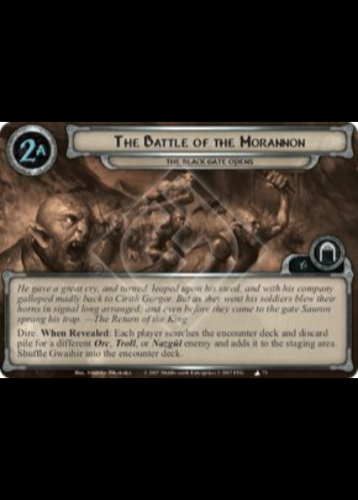 2A
THE BATTLE OF THE MORANNON
THE BLACK GATE OPENS
He gave a great cry, and turned, leaped upon his steed, and with his company
galloped madly back to Cirith Gorgor. But as they went his soldiers blew their
horns in signal long arranged; and even before they came to the gate Sauron
sprang his trap. —The Return of the King
Dire. When Revealed: Each player searches the encounter deck and discard
pile for a different Orc, Troll, or Nazgûl enemy and adds it to the staging area.
Shuffle Gwaihir into the encounter deck.